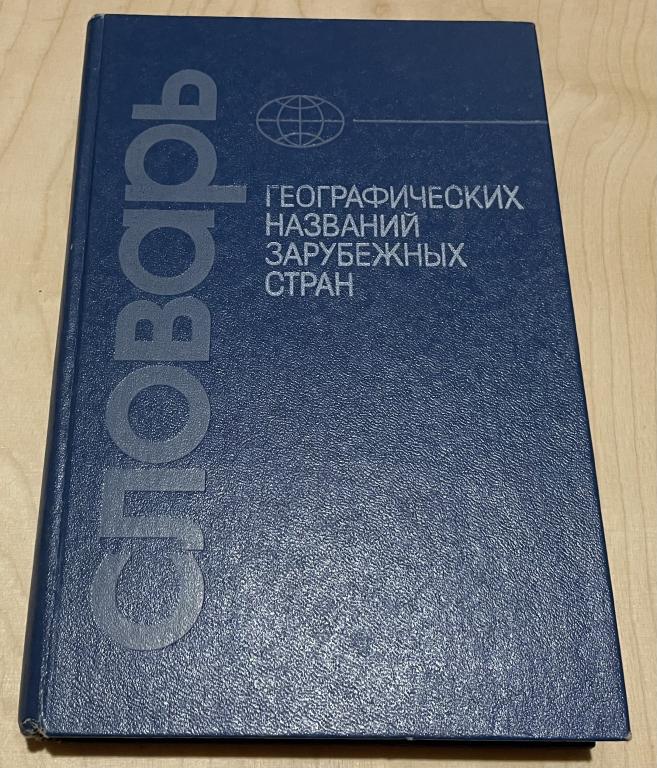 словарь
ГЕОГРАФИЧЕСКИХ
НАЗВАНИЙ
ЗАРУБЕЖНЫХ
СТРАН